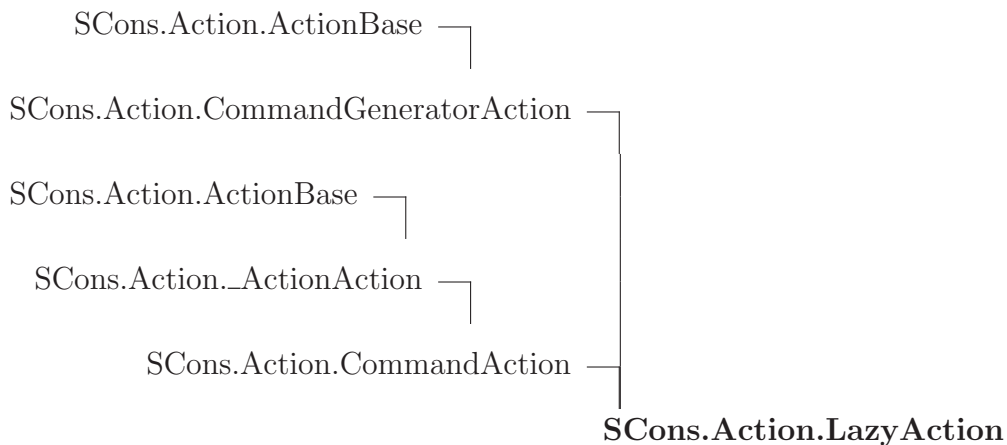 SCons.Action.ActionBase
SCons.Action.CommandGeneratorAction
SCons.Action.ActionBase
SCons.Action._ActionAction
SCons.Action.CommandAction
SCons.Action.LazyAction